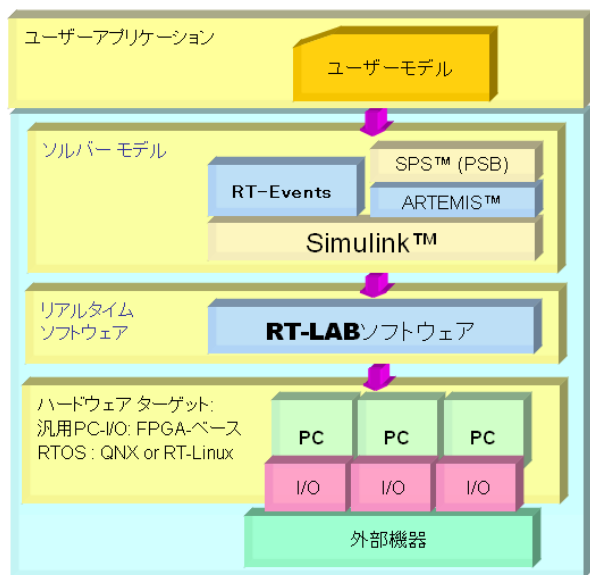 ユーザーアプリケーション
ユーザーモデル
ソルバー モデル
SPS™ (PSB)
RT-Events
ARTEMIS™
Simulink™
リアルタイム
ソフトウェア
RT-LABソフトウェア
ハードウェア ターゲット:
汎用PC-I/O: FPGA-ベース
RTOS : QNX or RT-Linux
PC PC PC
I/O I/O I/O
外部機器